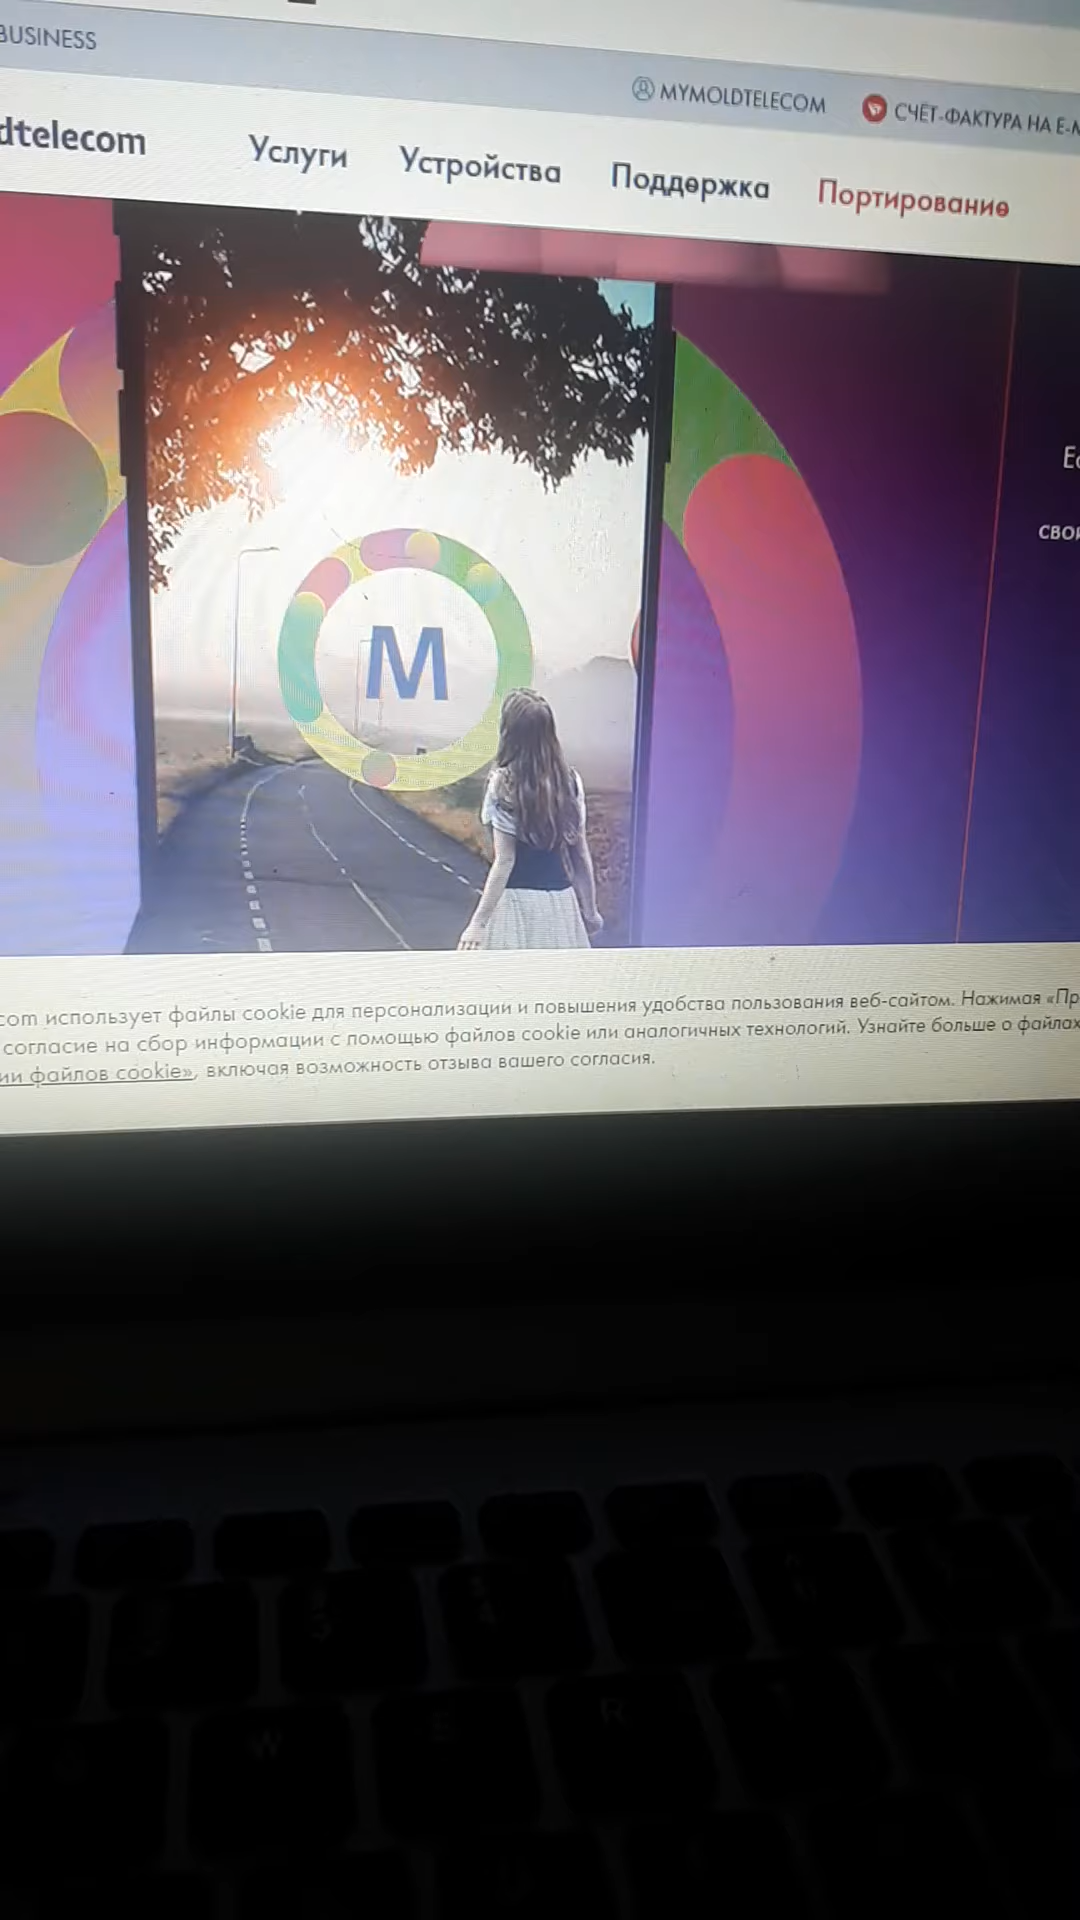 BUSINESS
MYMOLDTELECOM
СЧЁТ-ФАКТУРА НА E-M
dtelecom
Услуги
Устройства
Поддержка
Портирование
M
com использует файлы cookie для персонализации и повышения удобства пользования веб-сайтом. Нажимая «Пр
согласие на сбор информации с помощью файлов cookie или аналогичных технологий. Узнайте больше о файлах
ии файлов cookie», включая возможность отзыва вашего согласия.
W
E
R